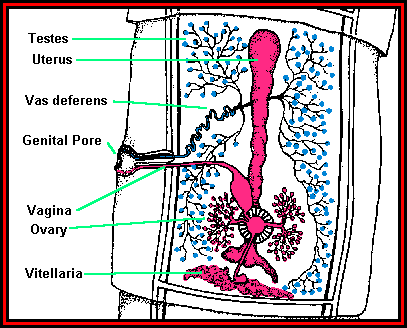 Testes
Uterus
Vas deferens
Genital Pore
Vagina
Ovary
Vitellaria